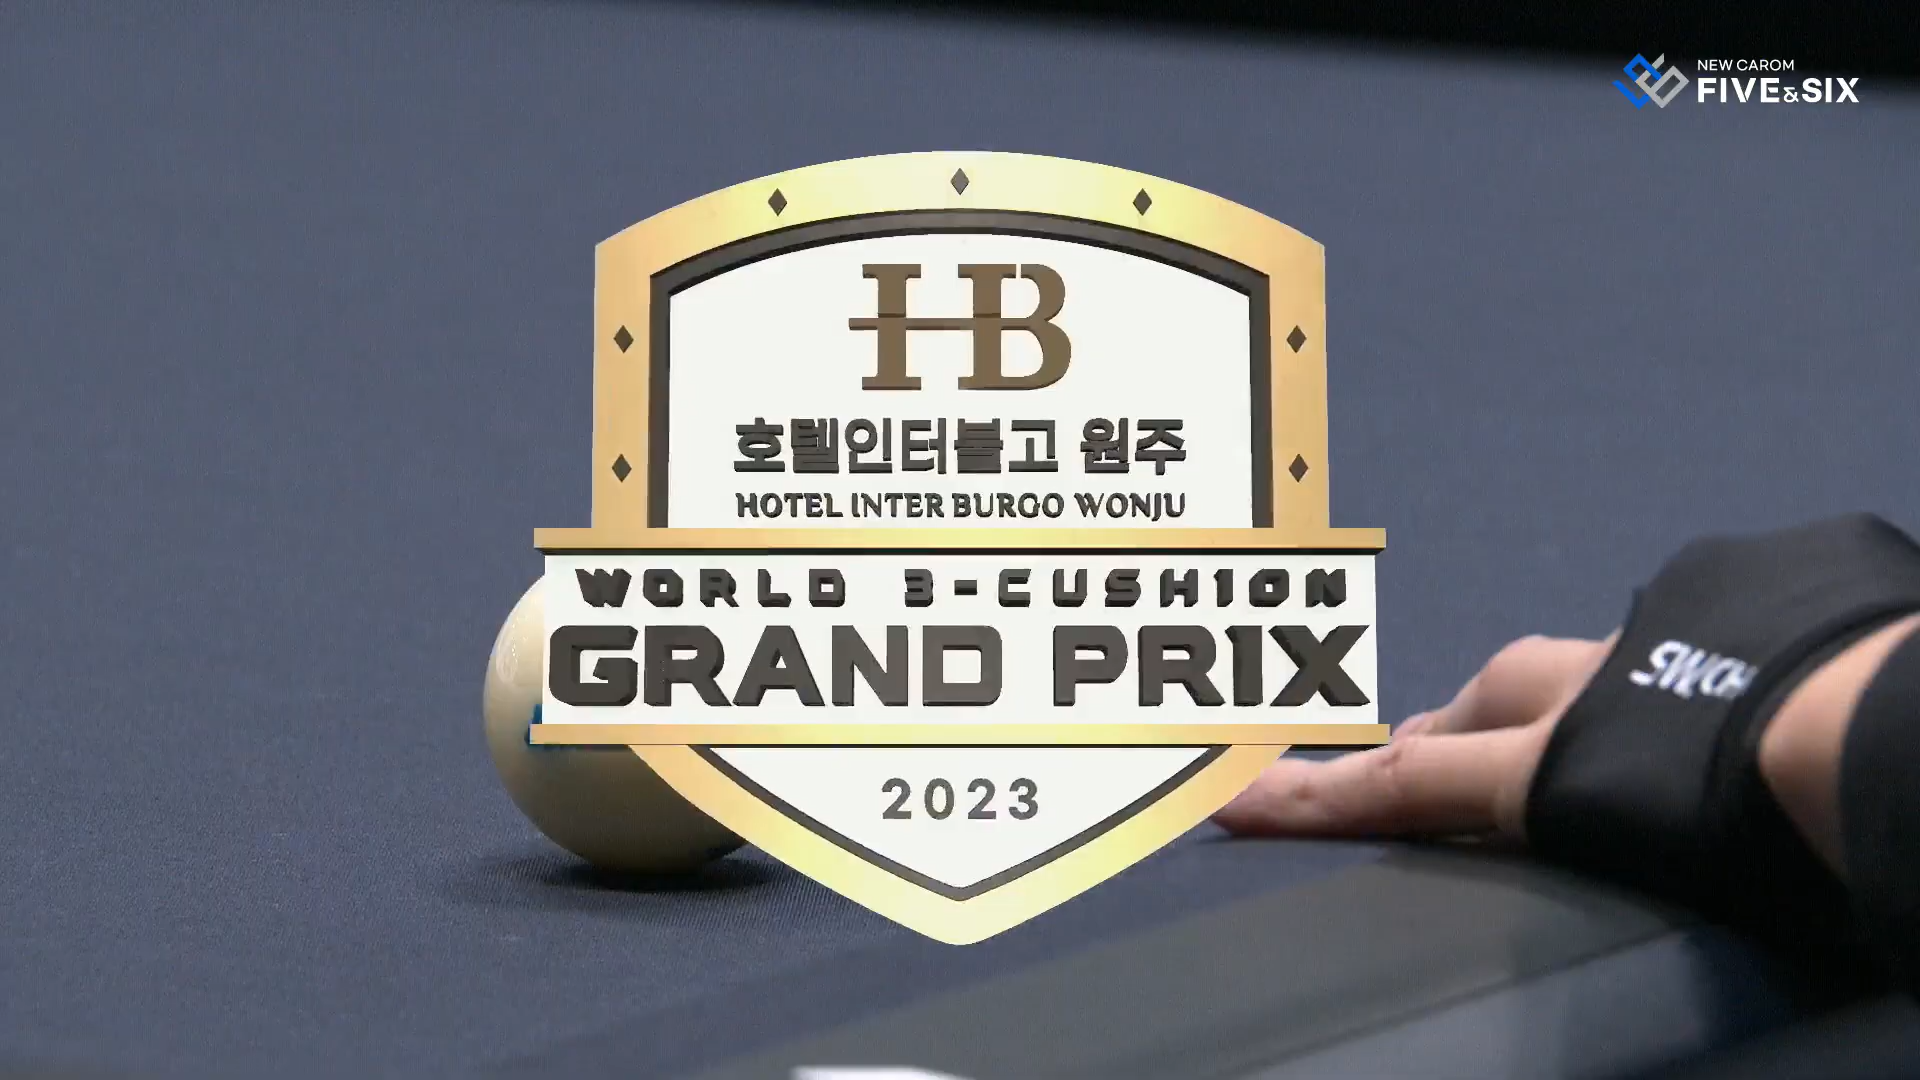 NEW CAROM
FIVE&SIX
HB
호텔인터불고 원주
HOTEL INTER BURGO WONJU
WORLD 3-CUSHION
GRAND PRIX
2023